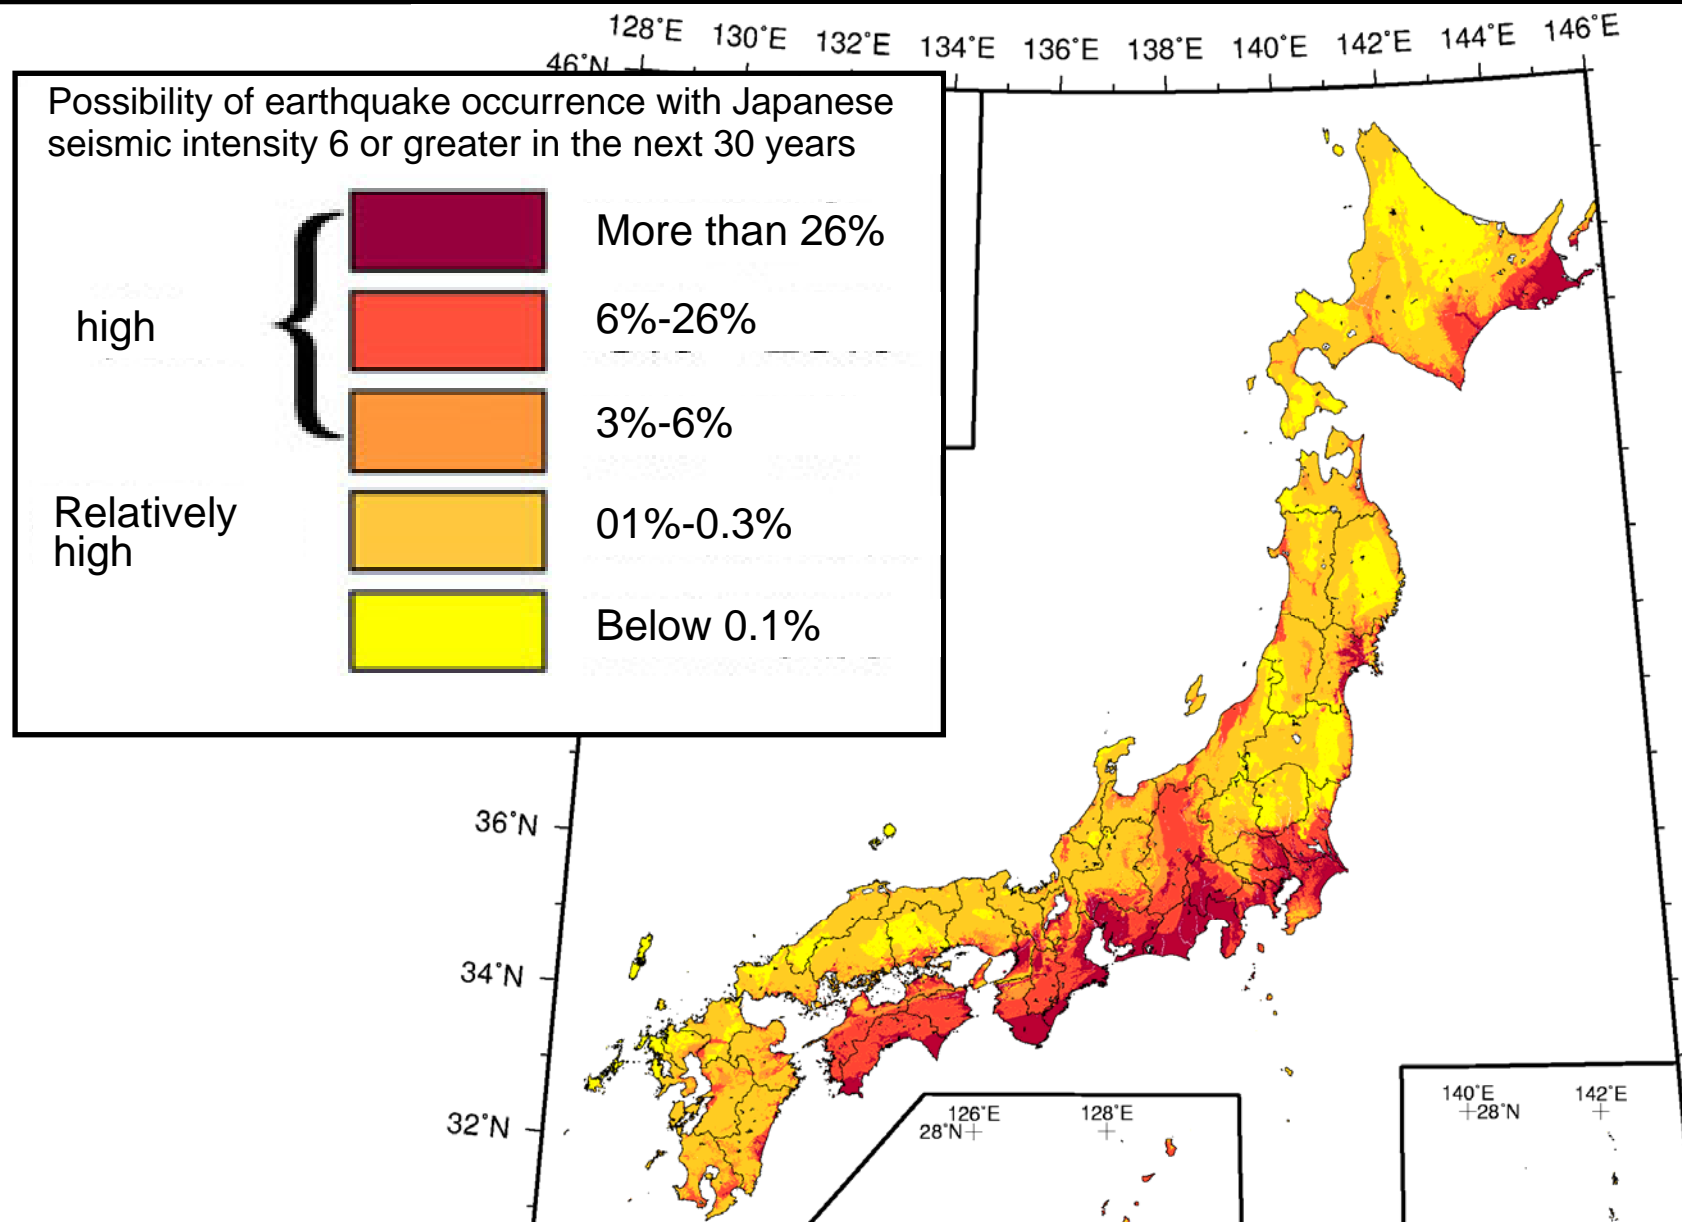 128°E 130°E 132°E 134°E 136°E 138°E 140°E 142°E 144°E 146°E
46°N
Possibility of earthquake occurrence with Japanese
seismic intensity 6 or greater in the next 30 years
More than 26%
high
6%-26%
3%-6%
Relatively
high
01%-0.3%
Below 0.1%
36°N
34°N
32°N
126°E 128°E
28°N
140°E 142°E
28°N